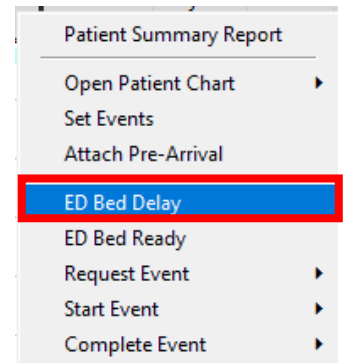 Patient Summary Report
Open Patient Chart
Set Events
Attach Pre-Arrival
ED Bed Delay
ED Bed Ready
Request Event
Start Event
Complete Event